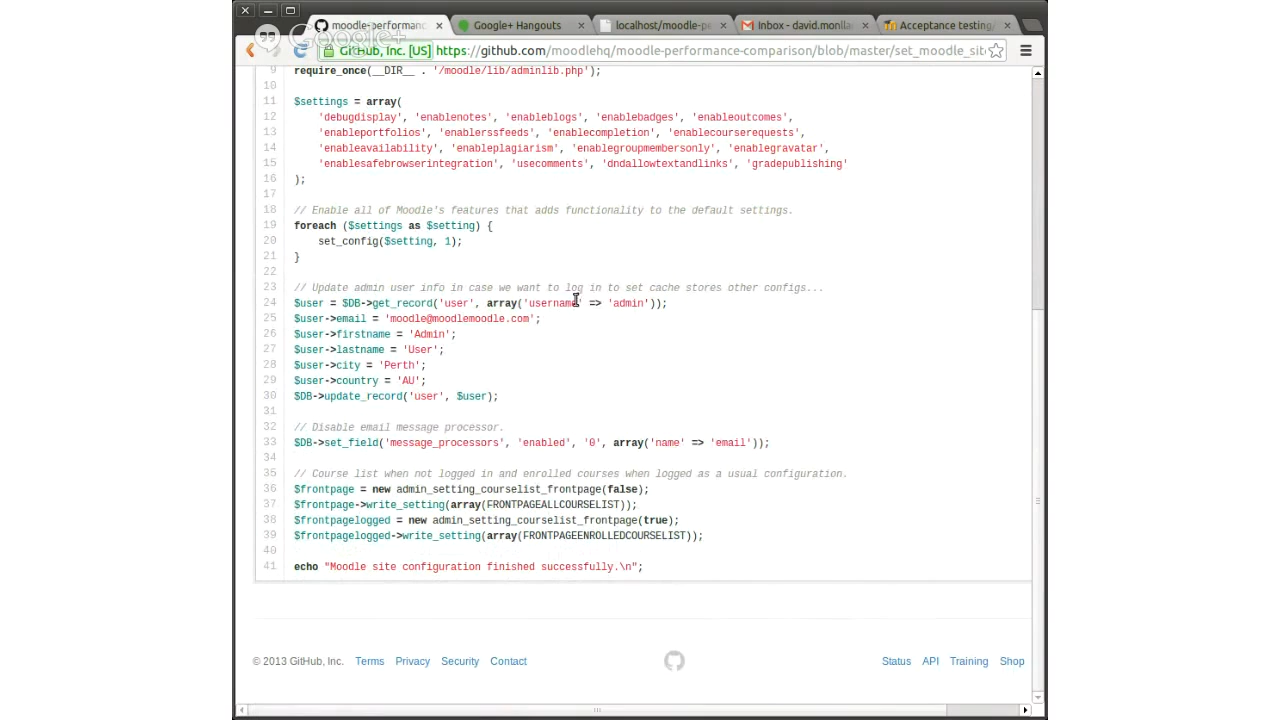 moodle-performanc
Google+ Hangouts
localhost/moodle-pe
Inbox - david.monlla
Acceptance testing/
Google+
GitHub, Inc. [US] https://github.com/moodlehq/moodle-performance-comparison/blob/master/set_moodle_sit
9 require_once(__DIR__ . '/moodle/lib/adminlib.php');
10
11 $settings = array(
12 'debugdisplay', 'enablenotes', 'enableblogs', 'enablebadges', 'enableoutcomes',
13 'enableportfolios', 'enablerssfeeds', 'enablecompletion', 'enablecourserequests',
14 'enableavailability', 'enableplagiarism', 'enablegroupmembersonly', 'enablegravatar',
15 'enablesafebrowserintegration', 'usecomments', 'dndallowtextandlinks', 'gradepublishing'
16 );
17
18 // Enable all of Moodle's features that adds functionality to the default settings.
19 foreach ($settings as $setting) {
20 set_config($setting, 1);
21 }
22
23 // Update admin user info in case we want to log in to set cache stores other configs...
24 $user = $DB->get_record('user', array('username' => 'admin'));
25 $user->email = 'moodle@moodlemoodle.com';
26 $user->firstname = 'Admin';
27 $user->lastname = 'User';
28 $user->city = 'Perth';
29 $user->country = 'AU';
30 $DB->update_record('user', $user);
31
32 // Disable email message processor.
33 $DB->set_field('message_processors', 'enabled', '0', array('name' => 'email'));
34
35 // Course list when not logged in and enrolled courses when logged as a usual configuration.
36 $frontpage = new admin_setting_courselist_frontpage(false);
37 $frontpage->write_setting(array(FRONTPAGEALLCOURSELIST));
38 $frontpagelogged = new admin_setting_courselist_frontpage(true);
39 $frontpagelogged->write_setting(array(FRONTPAGEENROLLEDCOURSELIST));
40
41 echo "Moodle site configuration finished successfully.\n";
© 2013 GitHub, Inc. Terms Privacy Security Contact
Status API Training Shop